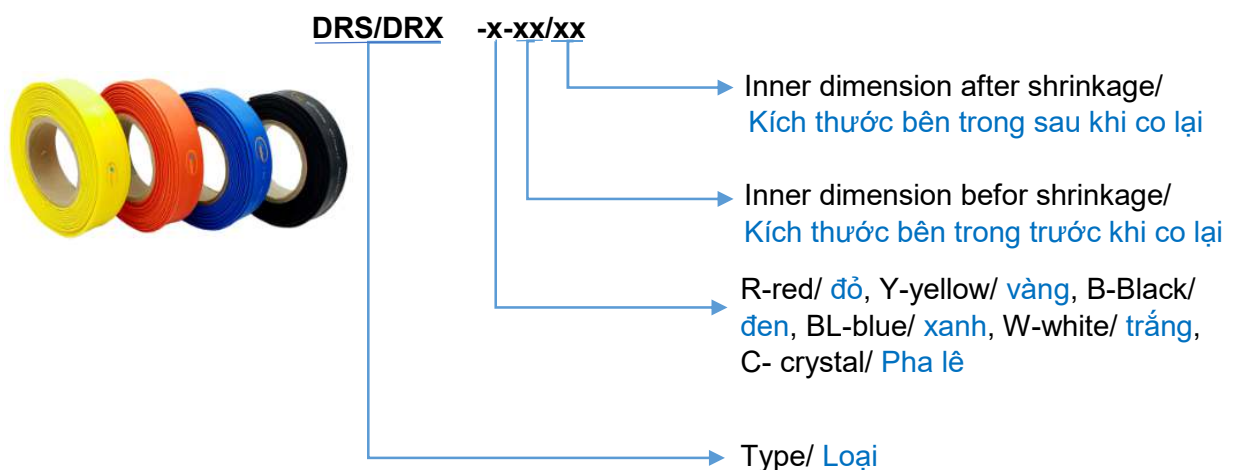 DRS/DRX -x-xx/xx
Inner dimension after shrinkage/
Kích thước bên trong sau khi co lại
Inner dimension befor shrinkage/
Kích thước bên trong trước khi co lại
R-red/ đỏ, Y-yellow/ vàng, B-Black/
đen, BL-blue/ xanh, W-white/ trắng,
C- crystal/ Pha lê
Type/ Loại